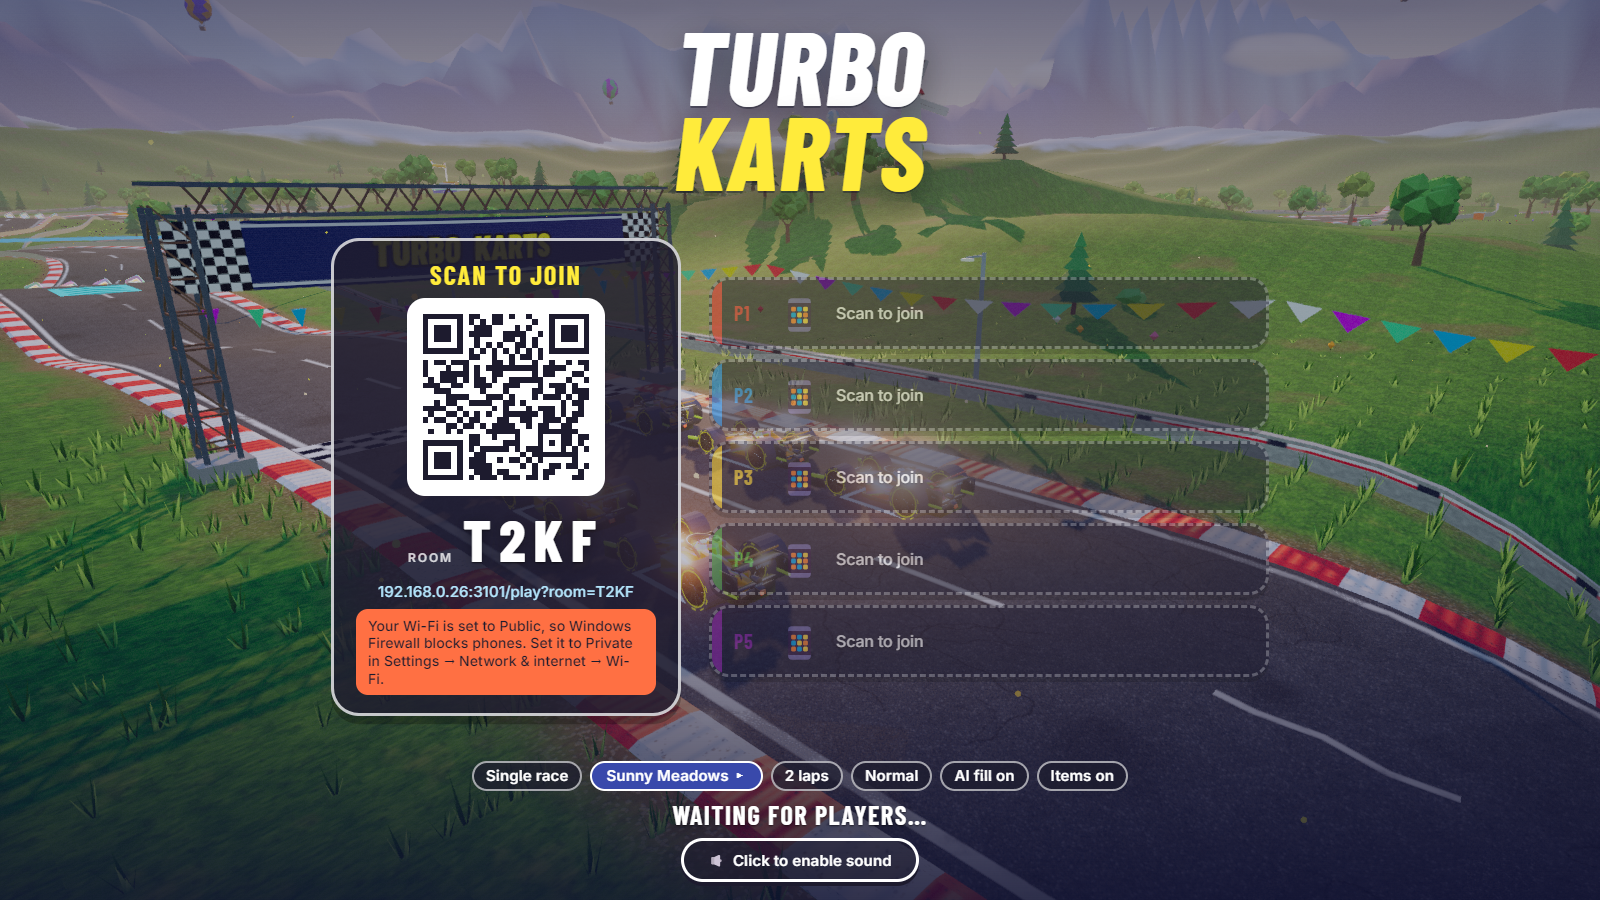 TURBO
KARTS
TURBO KARTS
SCAN TO JOIN
ROOM T2KF
192.168.0.26:3101/play?room=T2KF
Your Wi-Fi is set to Public, so Windows
Firewall blocks phones. Set it to Private
in Settings → Network & internet → Wi-
Fi.
P1 Scan to join
P2 Scan to join
P3 Scan to join
P4 Scan to join
P5 Scan to join
Single race
Sunny Meadows ▸
2 laps
Normal
AI fill on
Items on
WAITING FOR PLAYERS...
Click to enable sound